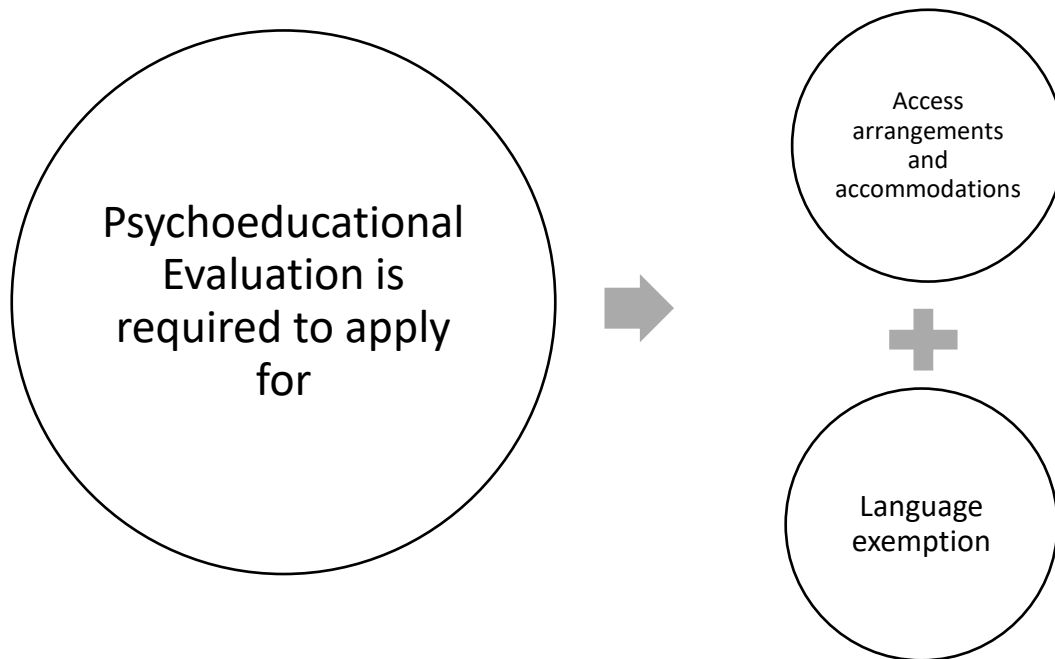 Psychoeducational
Evaluation is
required to apply
for
Access
arrangements
and
accommodations
Language
exemption